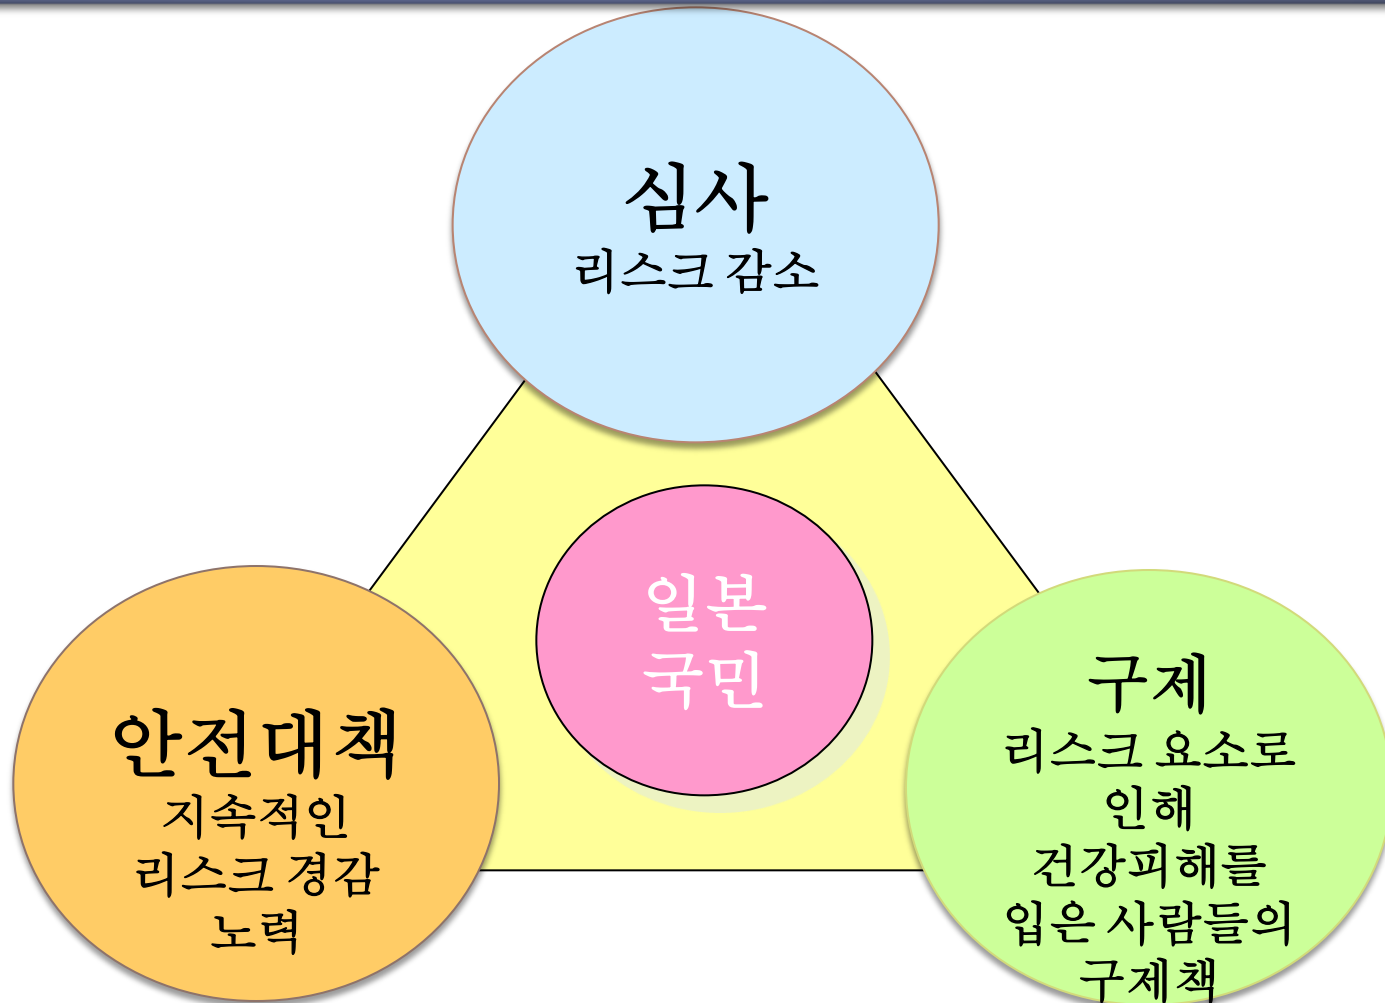 심사
리스크 감소
일본
국민
안전대책
지속적인
리스크 경감
노력
구제
리스크 요소로
인해
건강피해를
입은 사람들의
구제책